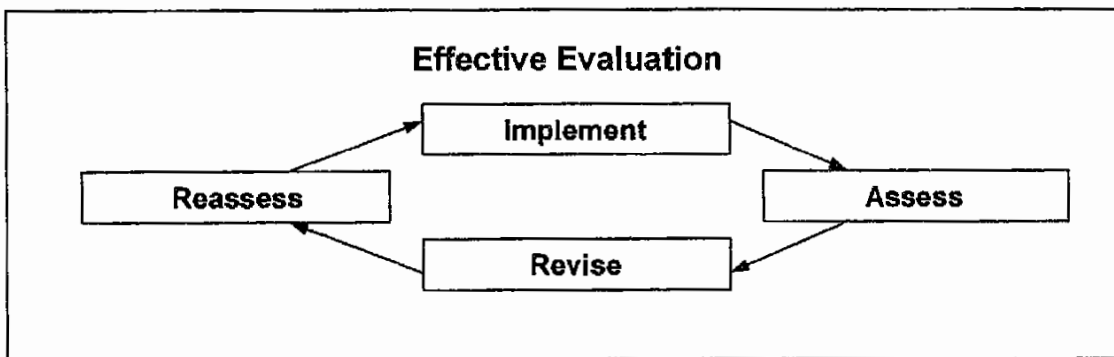 Effective Evaluation
Implement
Reassess
Assess
Revise